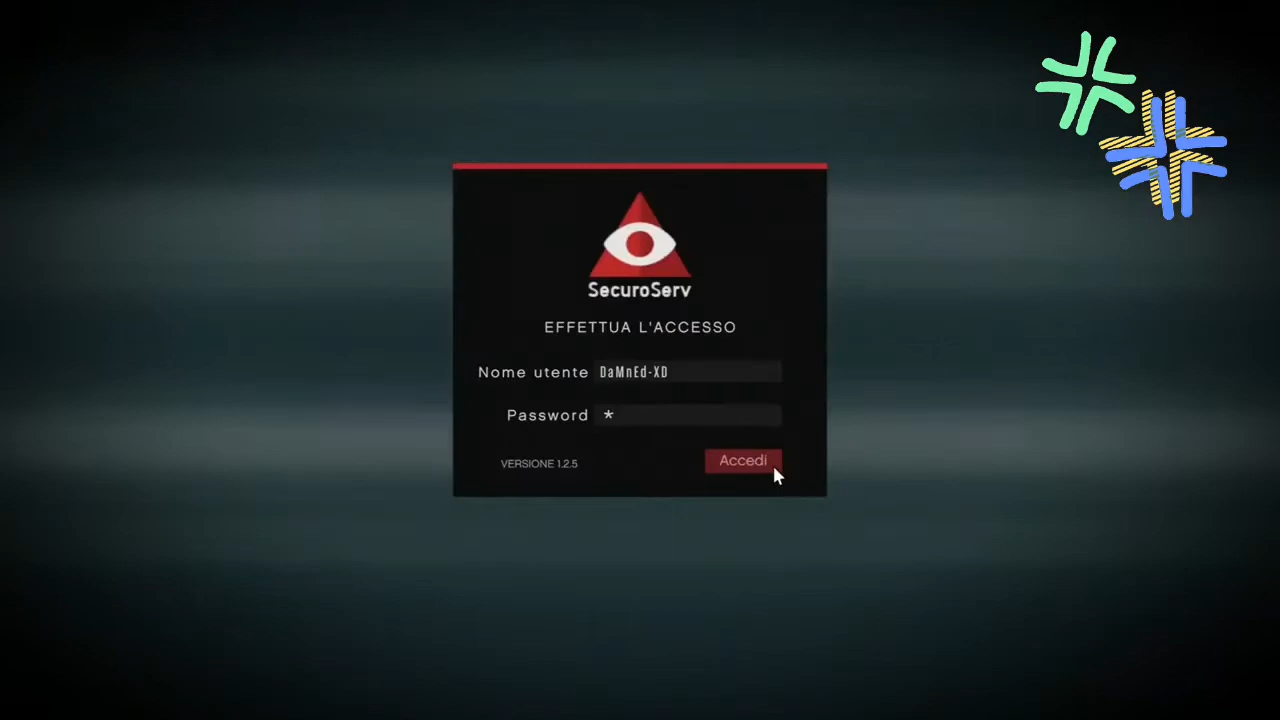 SecuroServ
EFFETTUA L'ACCESSO
Nome utente DaMnEd-XD
Password *
VERSIONE 1.2.5
Accedi